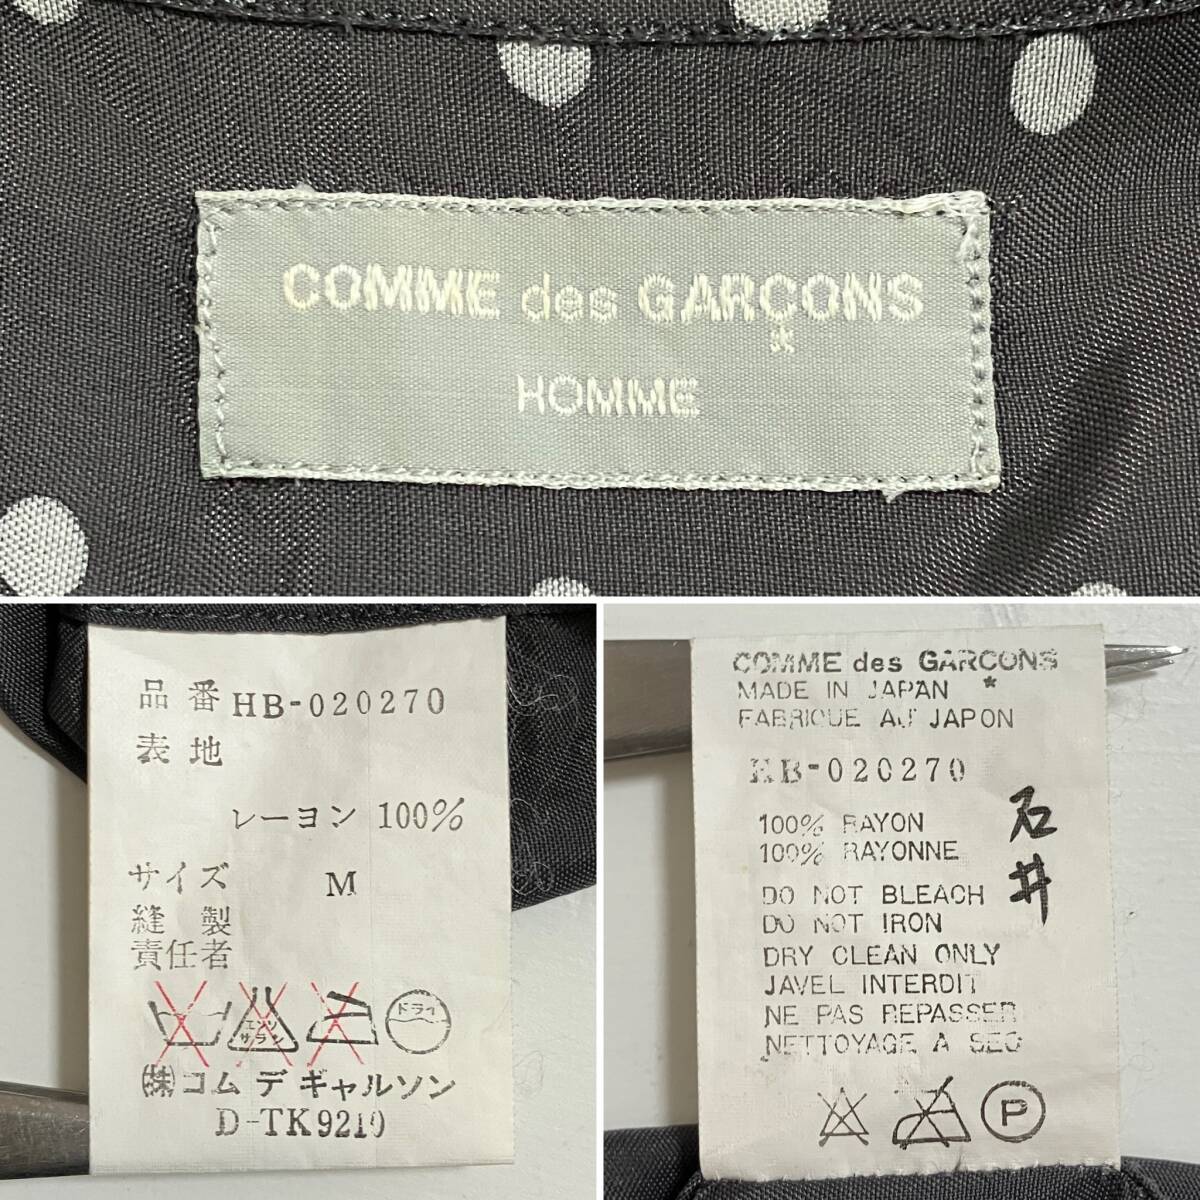 COMME des GARÇONS
*
HOMME
品番 HB-020270
表地
レーヨン 100%
サイズ M
縫製
責任者
エンソ
サラシ
ドライ
㈱コム デ ギャルソン
D-TK9210
COMME des GARCONS
MADE IN JAPAN *
FABRIQUE AU JAPON
HB-020270
100% RAYON
100% RAYONNE
石井
DO NOT BLEACH
DO NOT IRON
DRY CLEAN ONLY
JAVEL INTERDIT
NE PAS REPASSER
NETTOYAGE A SEC
P